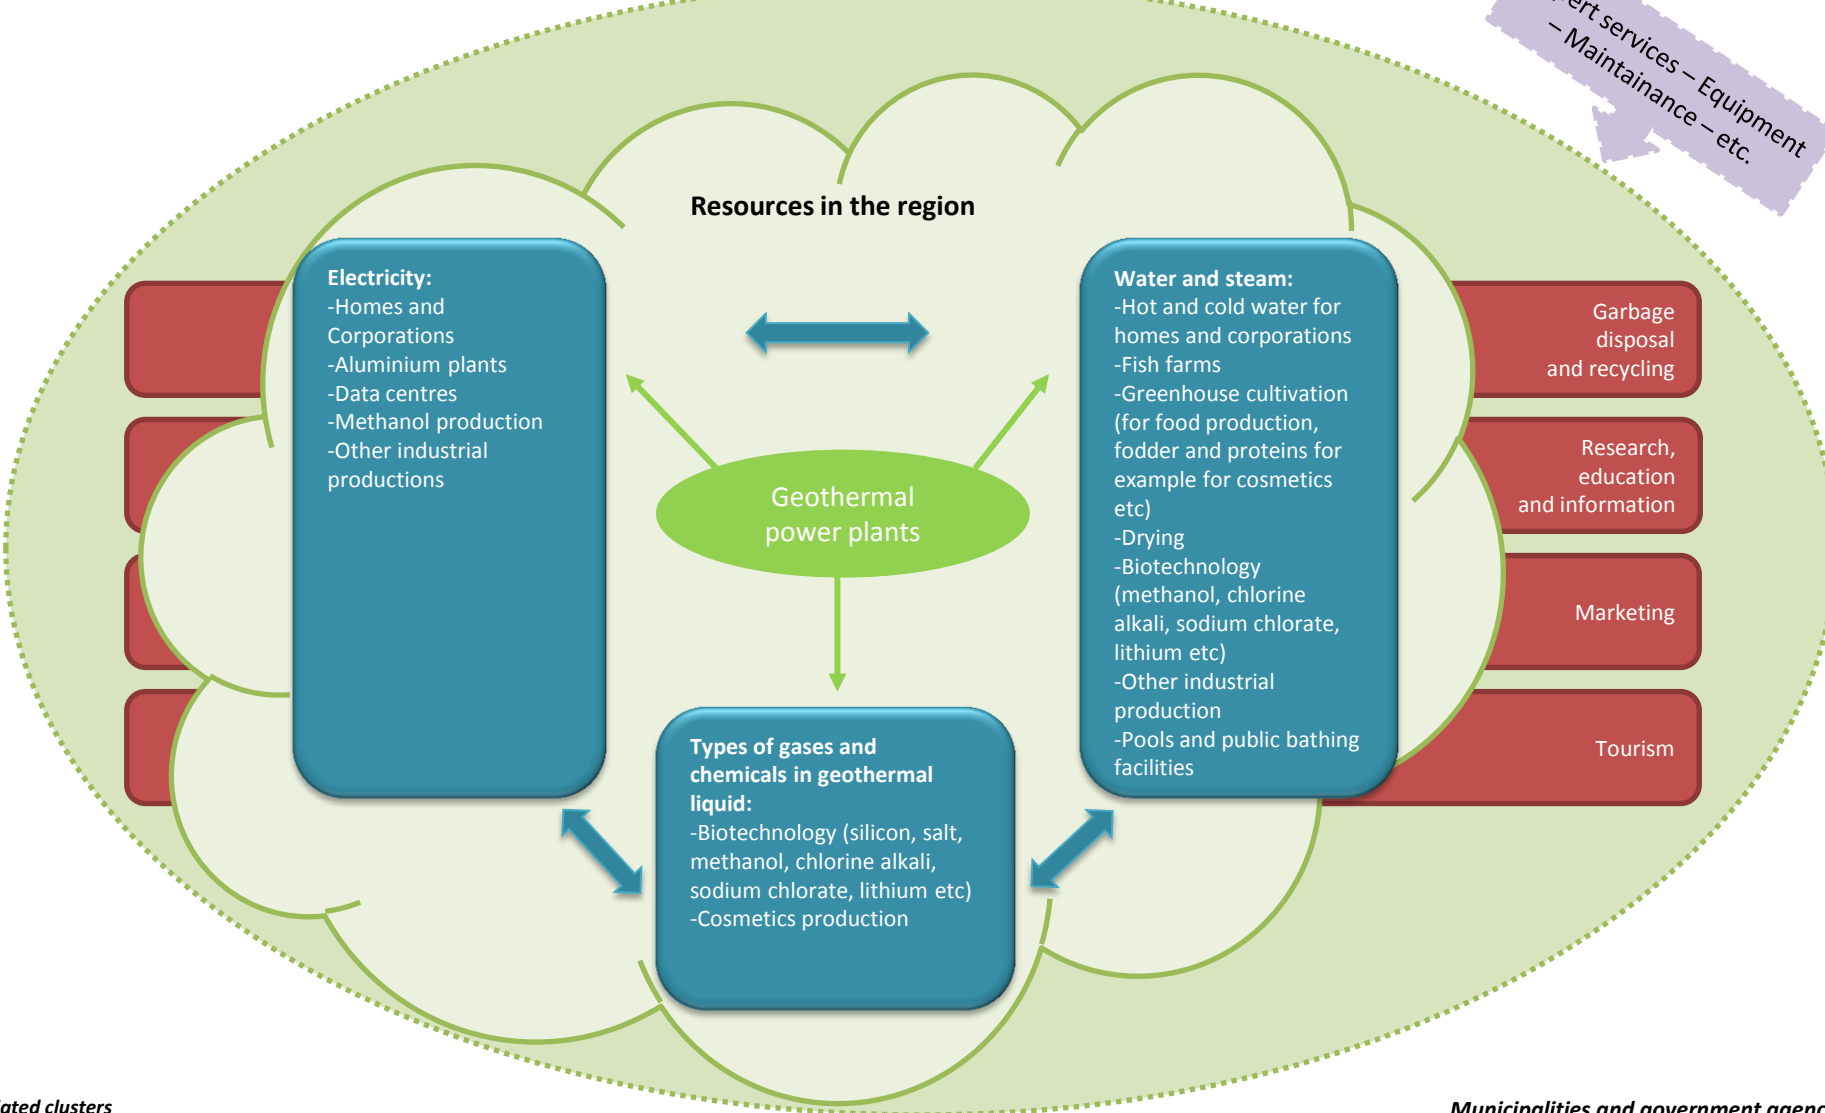 services – Equipment
– Maintainance – etc.
Resources in the region
Electricity:
-Homes and
Corporations
-Aluminium plants
-Data centres
-Methanol production
-Other industrial
productions
Water and steam:
-Hot and cold water for
homes and corporations
-Fish farms
-Greenhouse cultivation
(for food production,
fodder and proteins for
example for cosmetics
etc)
-Drying
-Biotechnology
(methanol, chlorine
alkali, sodium chlorate,
lithium etc)
-Other industrial
production
-Pools and public bathing
facilities
Garbage
disposal
and recycling
Research,
education
and information
Marketing
Tourism
Geothermal
power plants
Types of gases and
chemicals in geothermal
liquid:
-Biotechnology (silicon, salt,
methanol, chlorine alkali,
sodium chlorate, lithium etc)
-Cosmetics production
clusters
Municipalities and government